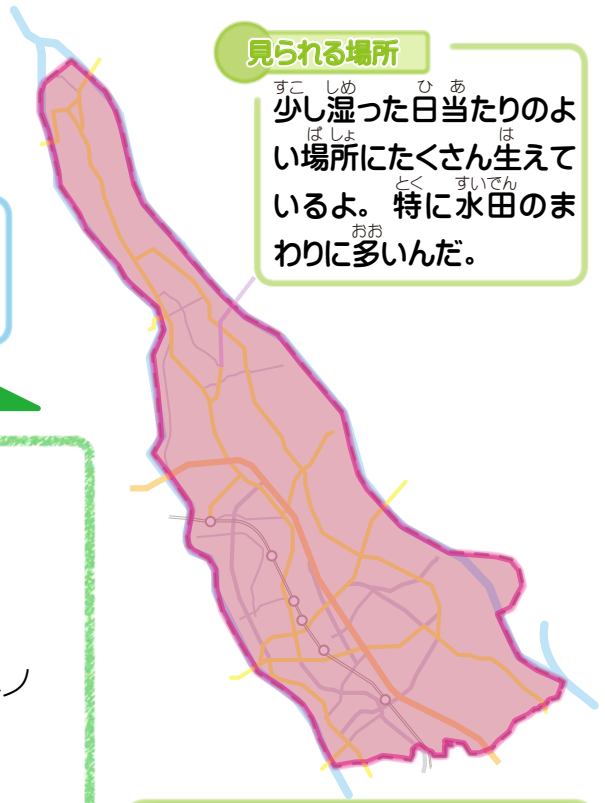 見られる場所
少し湿った日当たりのよ
い場所にたくさん生えて
いるよ。特に水田のま
わりに多いんだ。